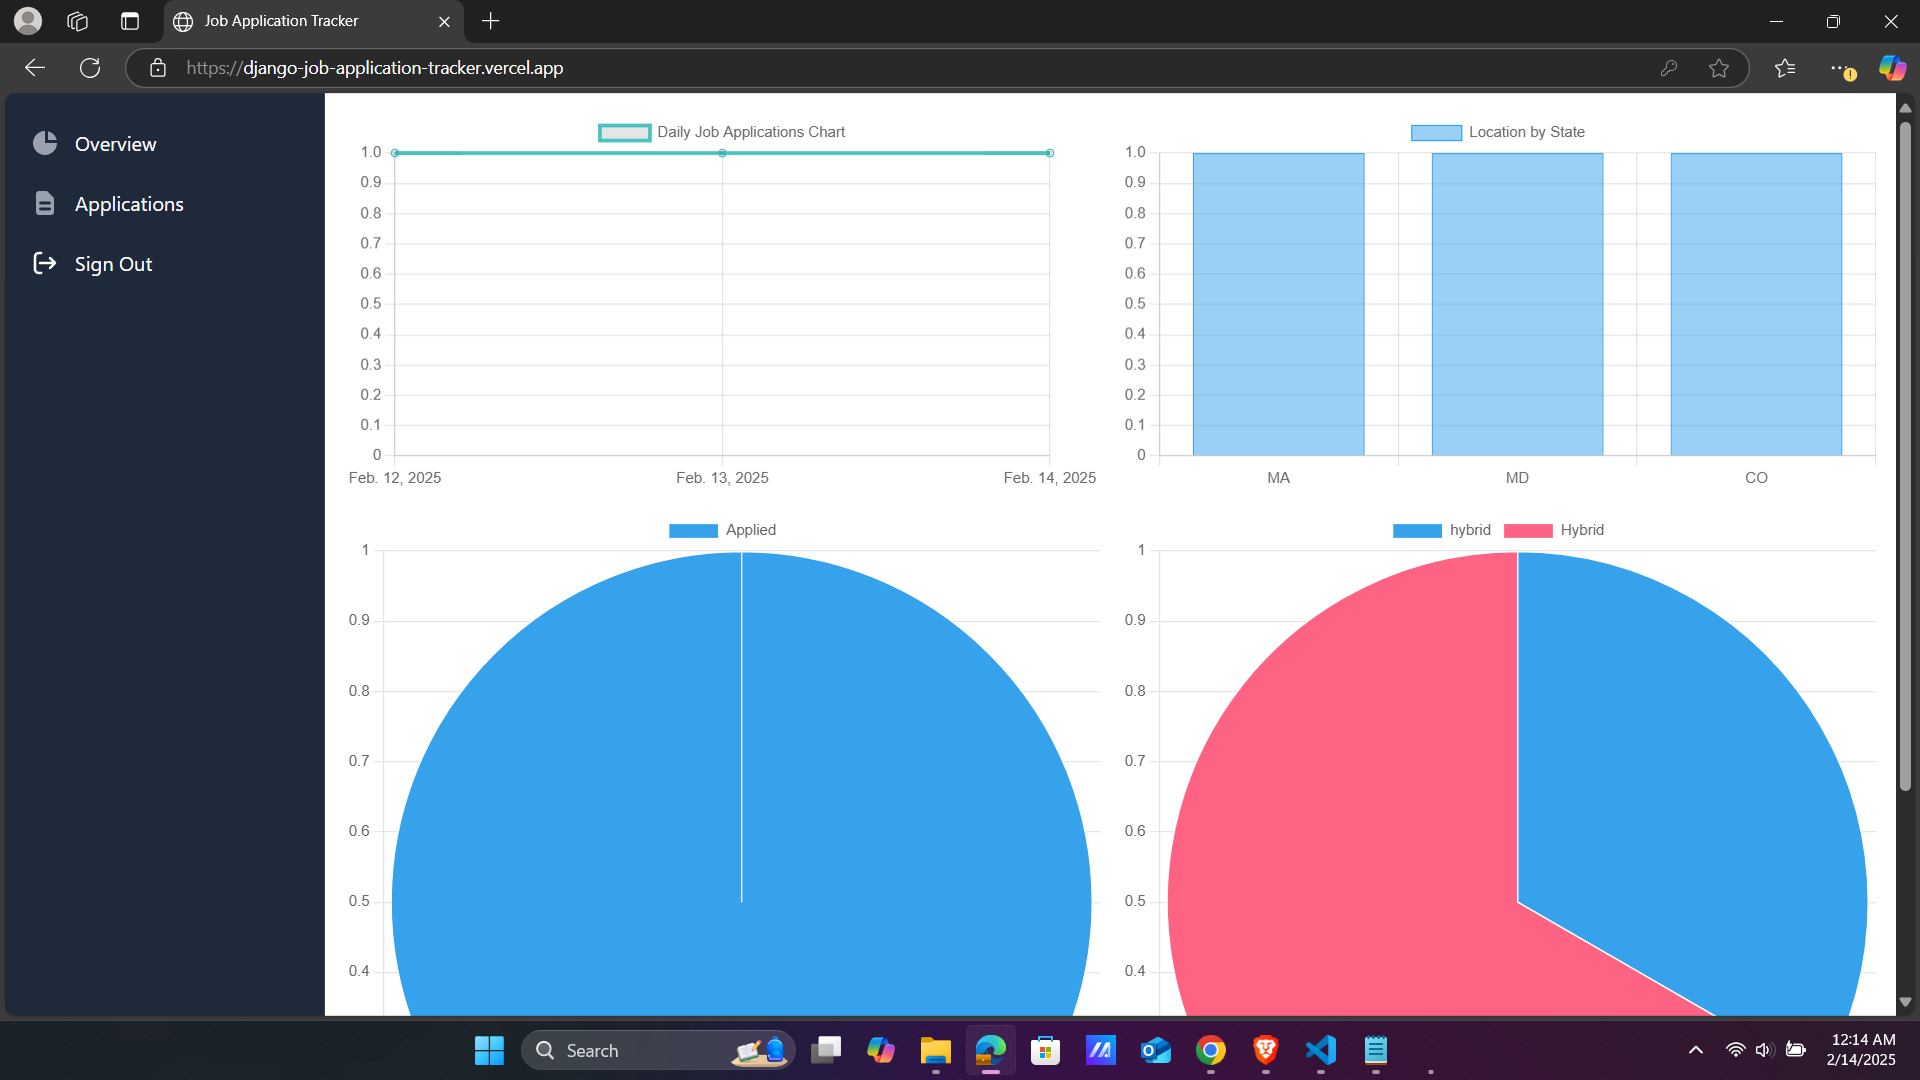 Job Application Tracker
https://django-job-application-tracker.vercel.app
Overview
Applications
Sign Out
Daily Job Applications Chart
1.0
0.9
0.8
0.7
0.6
0.5
0.4
0.3
0.2
0.1
0
Feb. 12, 2025
Feb. 13, 2025
Feb. 14, 2025
Location by State
1.0
0.9
0.8
0.7
0.6
0.5
0.4
0.3
0.2
0.1
0
MA
MD
CO
Applied
1
0.9
0.8
0.7
0.6
0.5
0.4
hybrid
Hybrid
1
0.9
0.8
0.7
0.6
0.5
0.4
Search
12:14 AM
2/14/2025